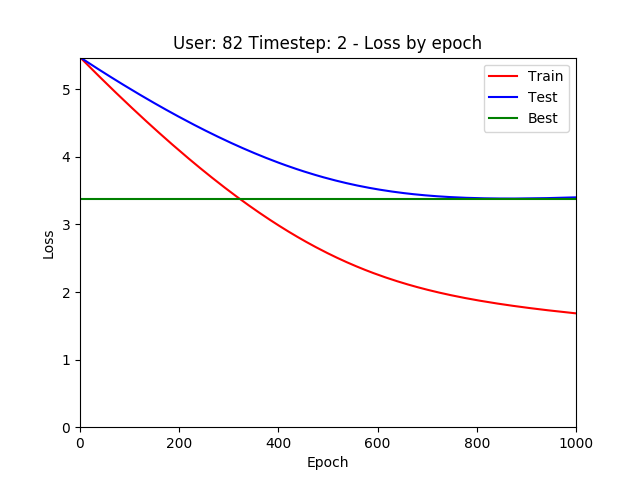 User: 82 Timestep: 2 - Loss by epoch
Train
Test
Best
5
4
3
2
1
0
Loss
0 200 400 600 800 1000
Epoch